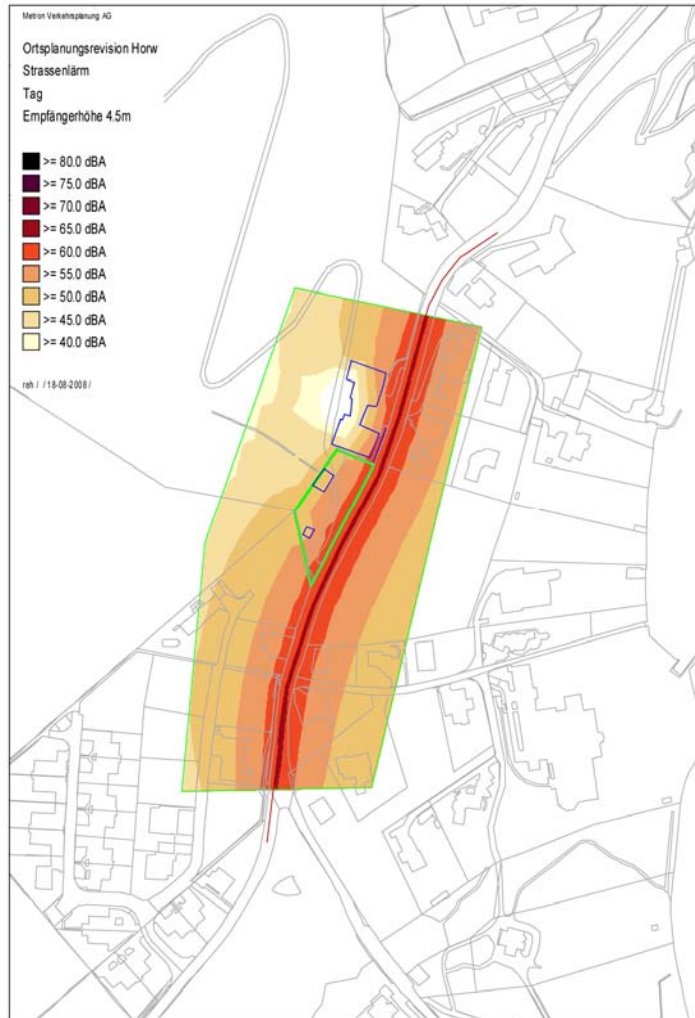 Metron Verkehrsplanung AG
Ortsplanungsrevision Horw
Strassenlärm
Tag
Empfängerhöhe 4.5m
>= 80.0 dBA
>= 75.0 dBA
>= 70.0 dBA
>= 65.0 dBA
>= 60.0 dBA
>= 55.0 dBA
>= 50.0 dBA
>= 45.0 dBA
>= 40.0 dBA
reh / / 18-08-2008 /